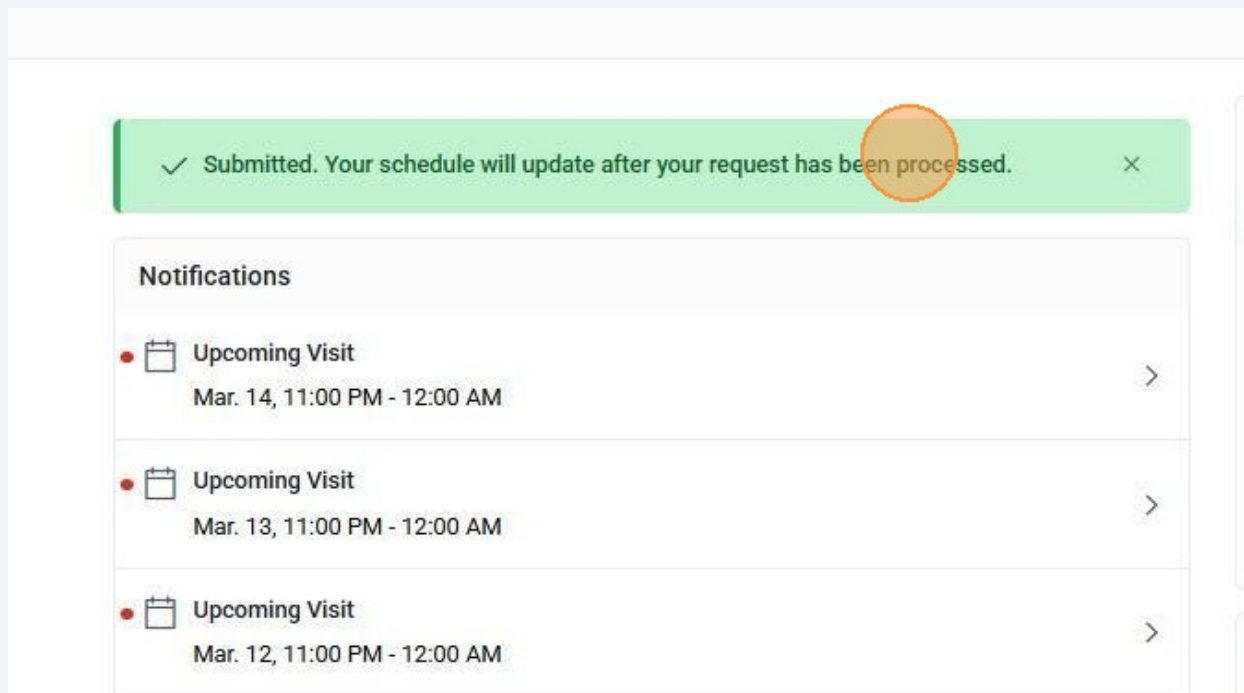 Submitted. Your schedule will update after your request has been processed.
Notifications
Upcoming Visit
Mar. 14, 11:00 PM - 12:00 AM
Upcoming Visit
Mar. 13, 11:00 PM - 12:00 AM
Upcoming Visit
Mar. 12, 11:00 PM - 12:00 AM